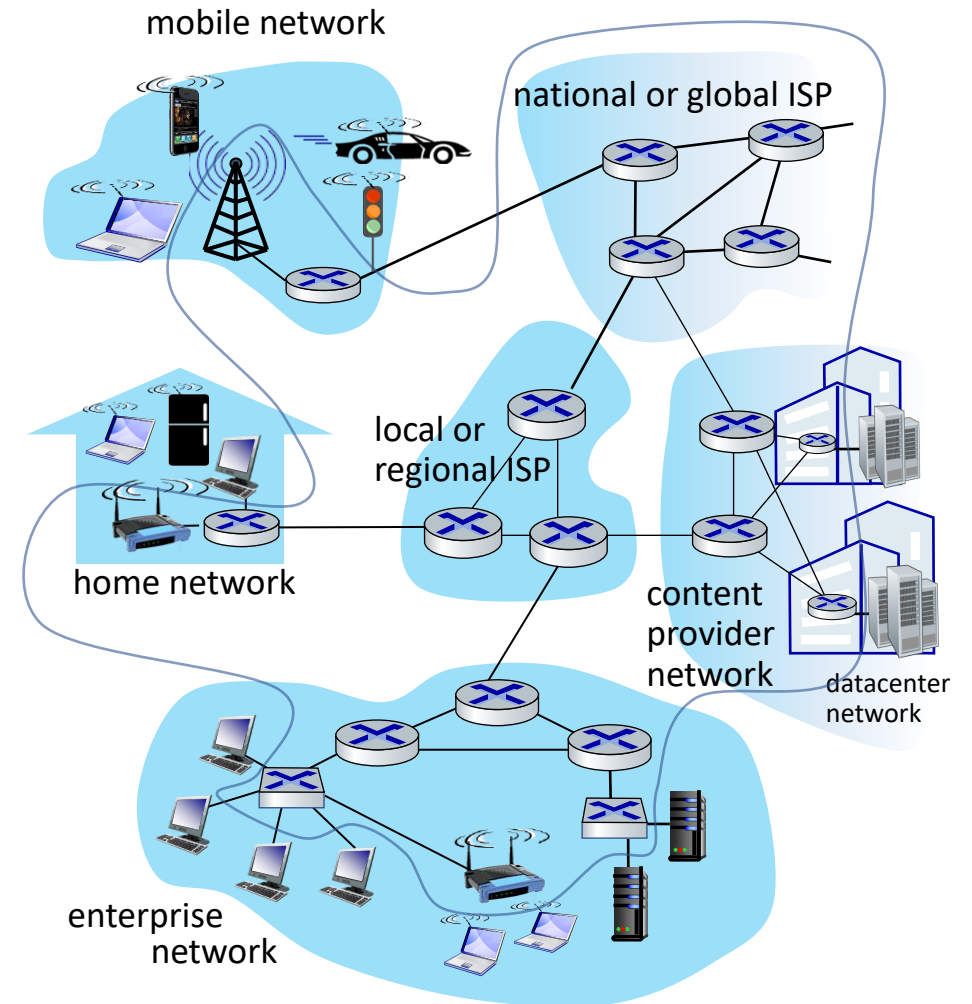 mobile network
national or global ISP
local or
regional ISP
home network
content
provider
network
datacenter
network
enterprise
network